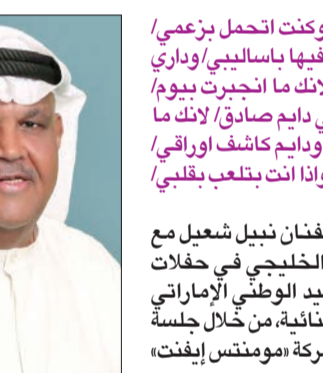 وكنت اتحمل بزعمي/
فيها باساليبي/وداري
لانك ما انجبرت بيوم/
ي دايم صادق/ لانك ما
ودايم كاشف اوراقي/
واذا انت بتلعب بقلبي/
فنان نبيل شعيل مع
الخليجي في حفلات
يد الوطني الإماراتي
نائية، من خلال جلسة
ركة «مومنتس إيفنت»